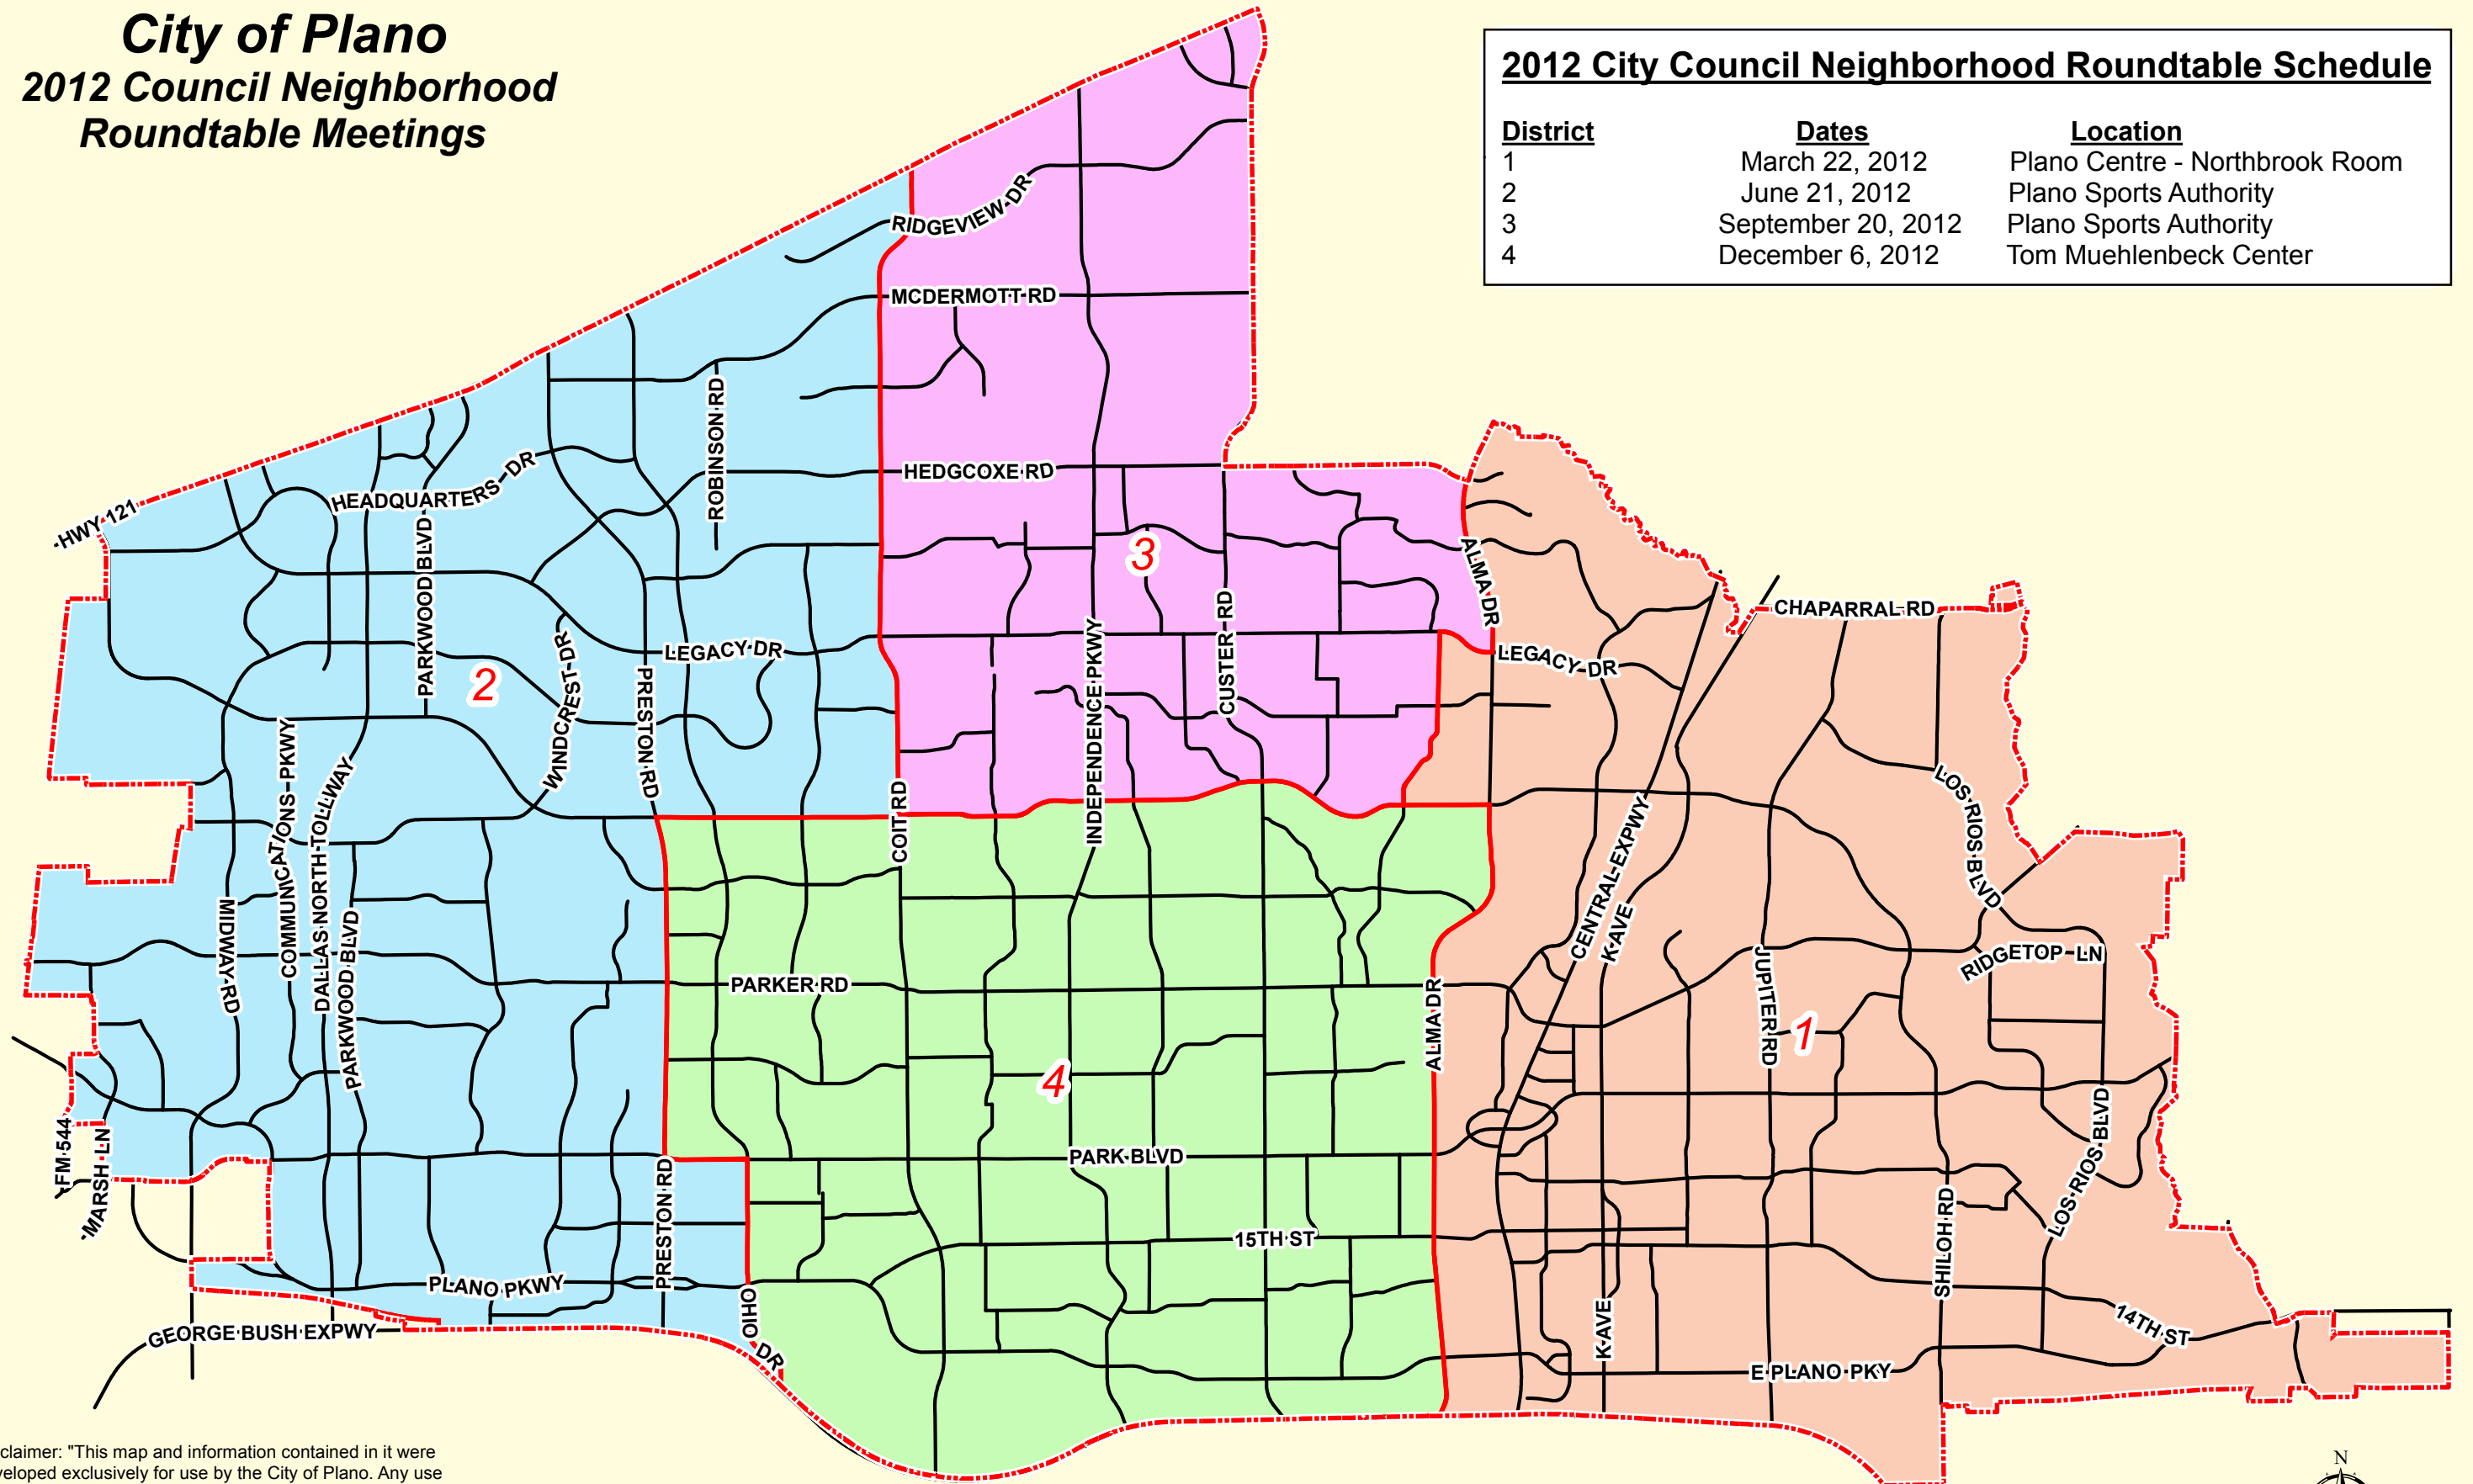 City of Plano
2012 Council Neighborhood
Roundtable Meetings
2012 City Council Neighborhood Roundtable Schedule
District Dates Location
1 March 22, 2012 Plano Centre - Northbrook Room
2 June 21, 2012 Plano Sports Authority
3 September 20, 2012 Plano Sports Authority
4 December 6, 2012 Tom Muehlenbeck Center
RIDGEVIEW DR
MCDERMOTT RD
ROBINSON RD
HEDGCOXE RD
HEADQUARTERS DR
HWY 121
PARKWOOD BLVD
3
ALMA DR
CHAPARRAL RD
CUSTER RD
INDEPENDENCE PKWY
WINDCREST DR
LEGACY DR
LEGACY DR
PRESTON RD
2
COMMUNICATIONS PKWY
DALLAS NORTH TOLLWAY
COIT RD
LOS RIOS BLVD
CENTRAL EXPWY
K AVE
MIDWAY RD
PARKWOOD BLVD
PARKER RD
ALMA DR
JUPITER RD
RIDGETOP LN
1
4
FM 544
MARSH LN
PRESTON RD
PARK BLVD
LOS RIOS BLVD
15TH ST
SHILOH RD
PLANO PKWY
OHIO DR
K AVE
14TH ST
GEORGE BUSH EXPWY
E PLANO PKY
claimer: "This map and information contained in it were
veloped exclusively for use by the City of Plano. Any use
N